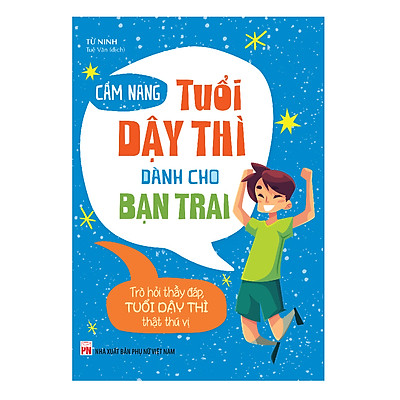 TỪ NINH
Tuệ Văn (dịch)
CẨM NANG
TUỔI
DẬY THÌ
DÀNH CHO
BẠN TRAI
Trò hỏi thầy đáp,
TUỔI DẬY THÌ
thật thú vị
PN
NHÀ XUẤT BẢN PHỤ NỮ VIỆT NAM